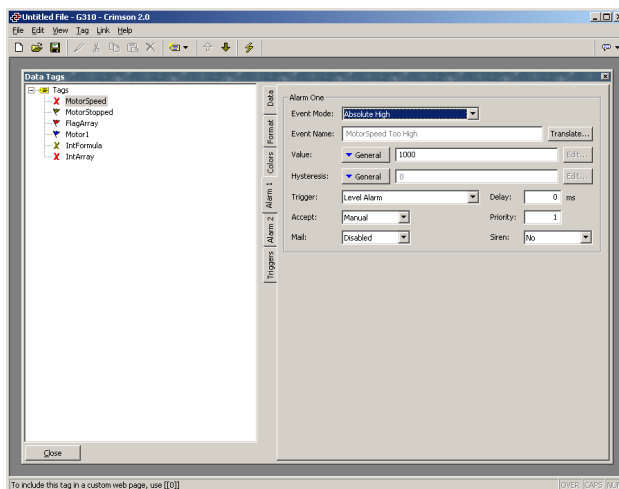 Untitled File - G310 - Crimson 2.0
File Edit View Tag Link Help
Data Tags
Tags
MotorSpeed
MotorStopped
FlagArray
Motor1
IntFormula
IntArray
Data
Format
Colors
Alarm 1
Alarm 2
Triggers
Alarm One
Event Mode: Absolute High
Event Name: MotorSpeed Too High Translate...
Value: General 1000 Edit...
Hysteresis: General 0 Edit...
Trigger: Level Alarm Delay: 0 ms
Accept: Manual Priority: 1
Mail: Disabled Siren: No
Close
To include this tag in a custom web page, use [[0]] OVER CAPS NUM